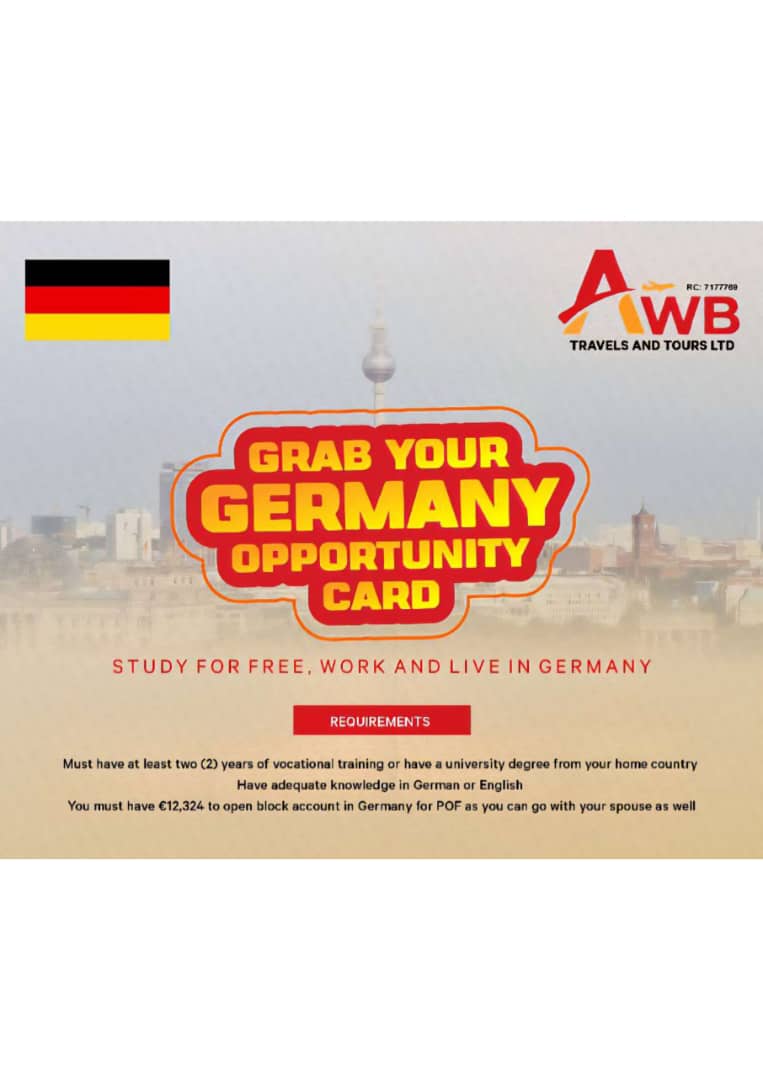 RC: 7177769
AWB
TRAVELS AND TOURS LTD
GRAB YOUR
GERMANY
OPPORTUNITY
CARD
STUDY FOR FREE, WORK AND LIVE IN GERMANY
REQUIREMENTS
Must have at least two (2) years of vocational training or have a university degree from your home country
Have adequate knowledge in German or English
You must have €12,324 to open block account in Germany for POF as you can go with your spouse as well